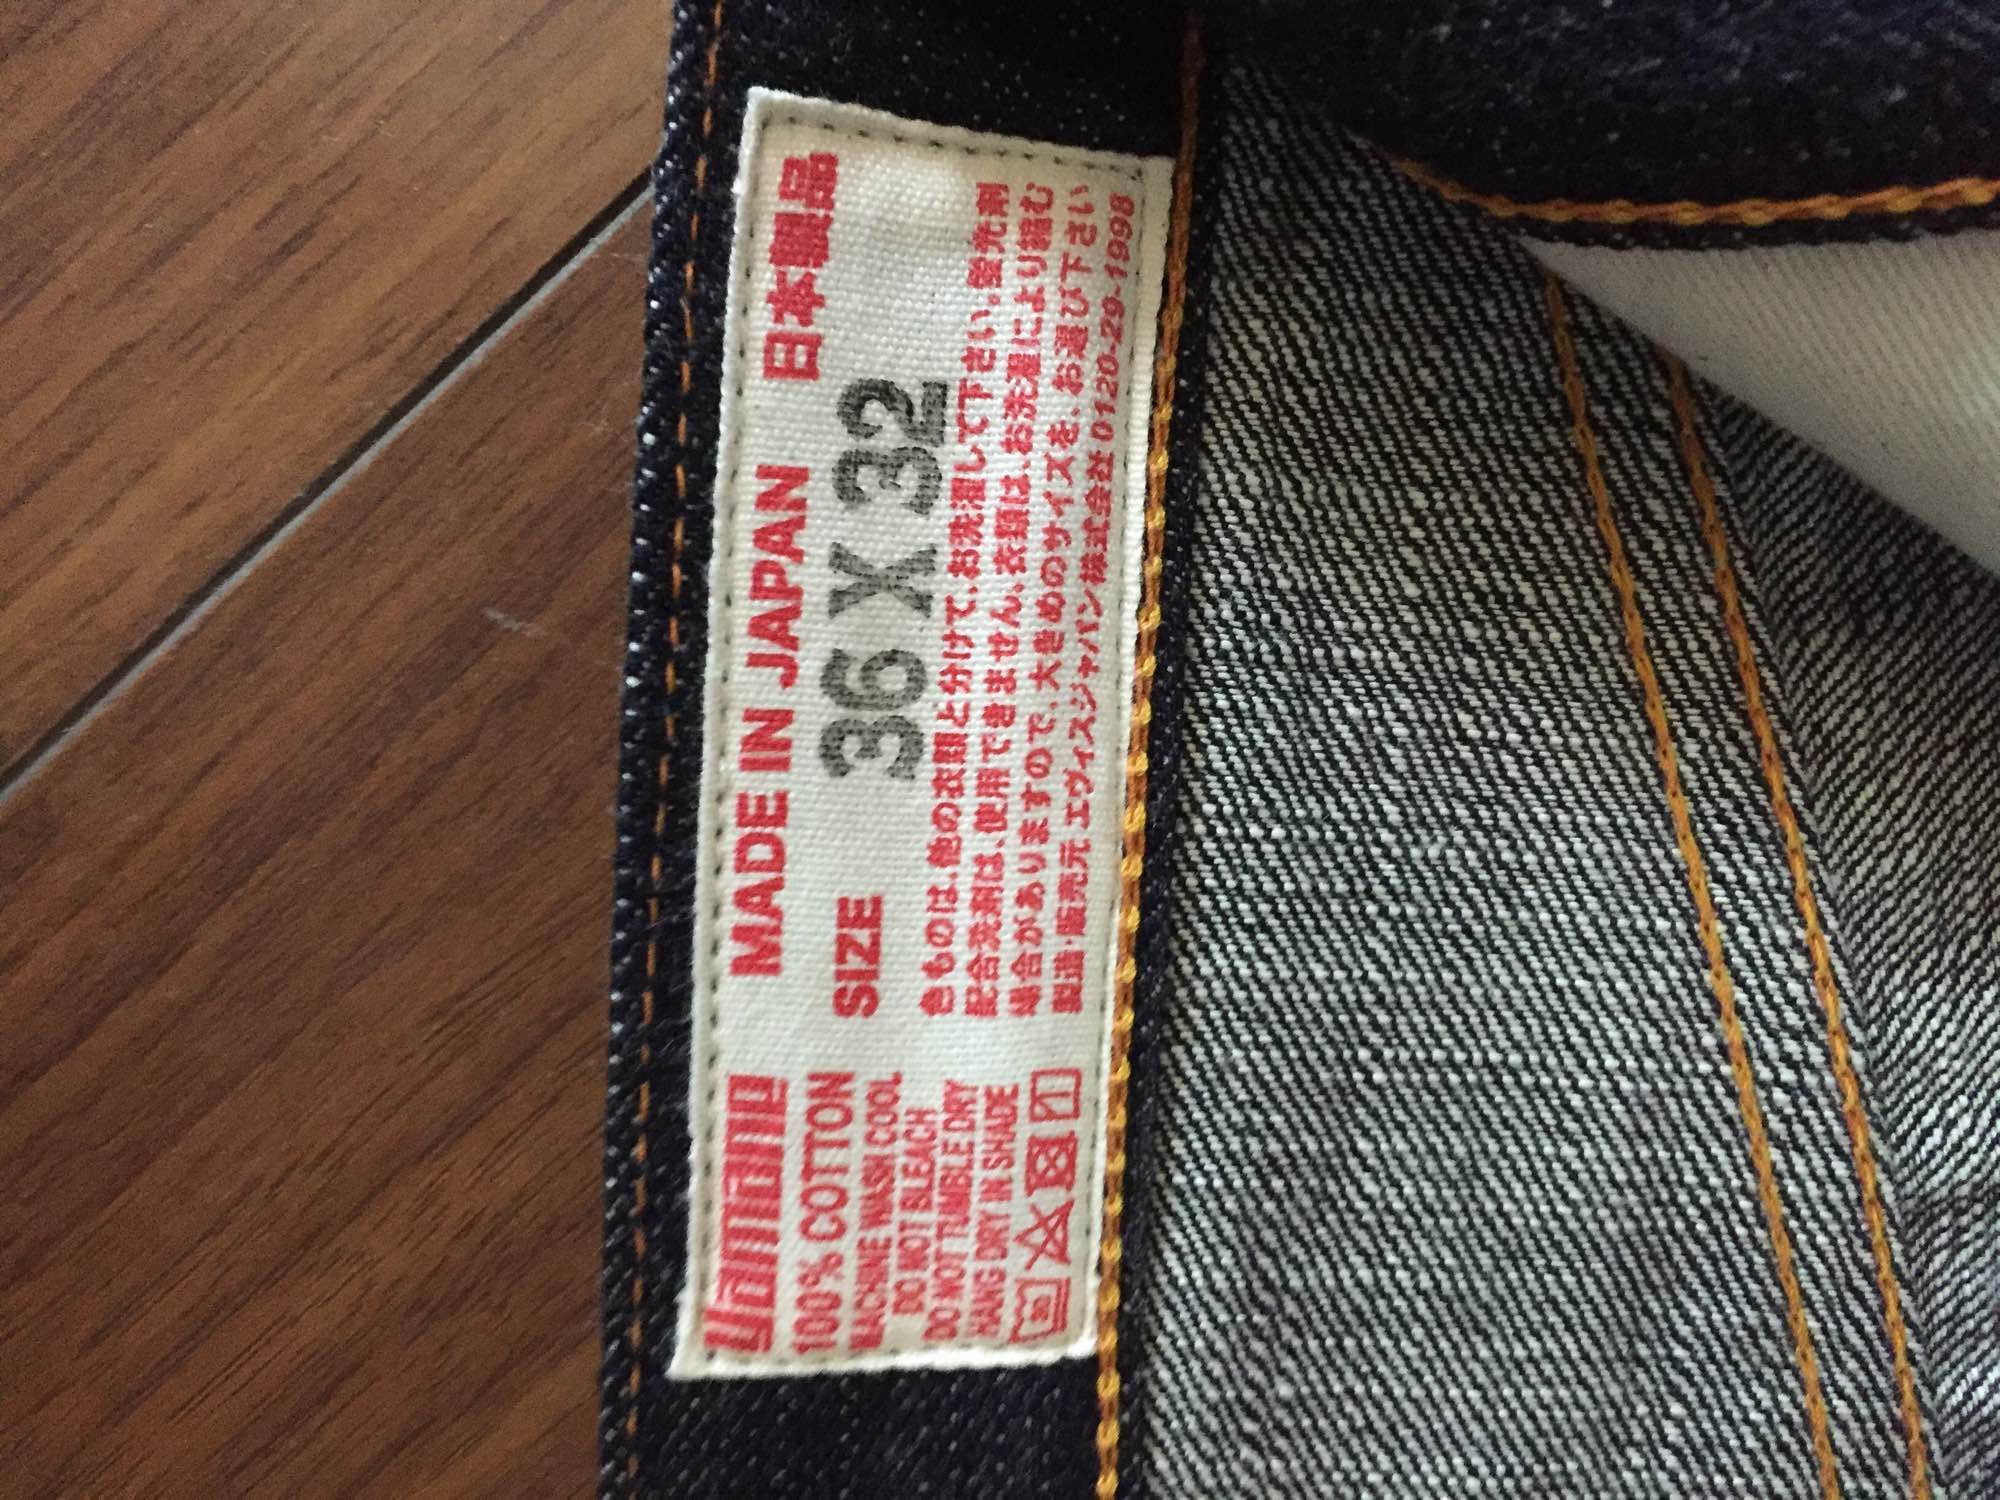 yamane
100% COTTON
MACHINE WASH COOL
DO NOT BLEACH
DO NOT TUMBLE DRY
HANG DRY IN SHADE
MADE IN JAPAN 日本製品
SIZE 36 X 32
色ものは、他の衣類と分けて、お洗濯して下さい。蛍光剤
配合洗剤は、使用できません。衣類は、お洗濯により縮む
場合がありますので、大きめのサイズを、お選び下さい
製造・販売元 エヴィスジャパン株式会社 0120-29-1998